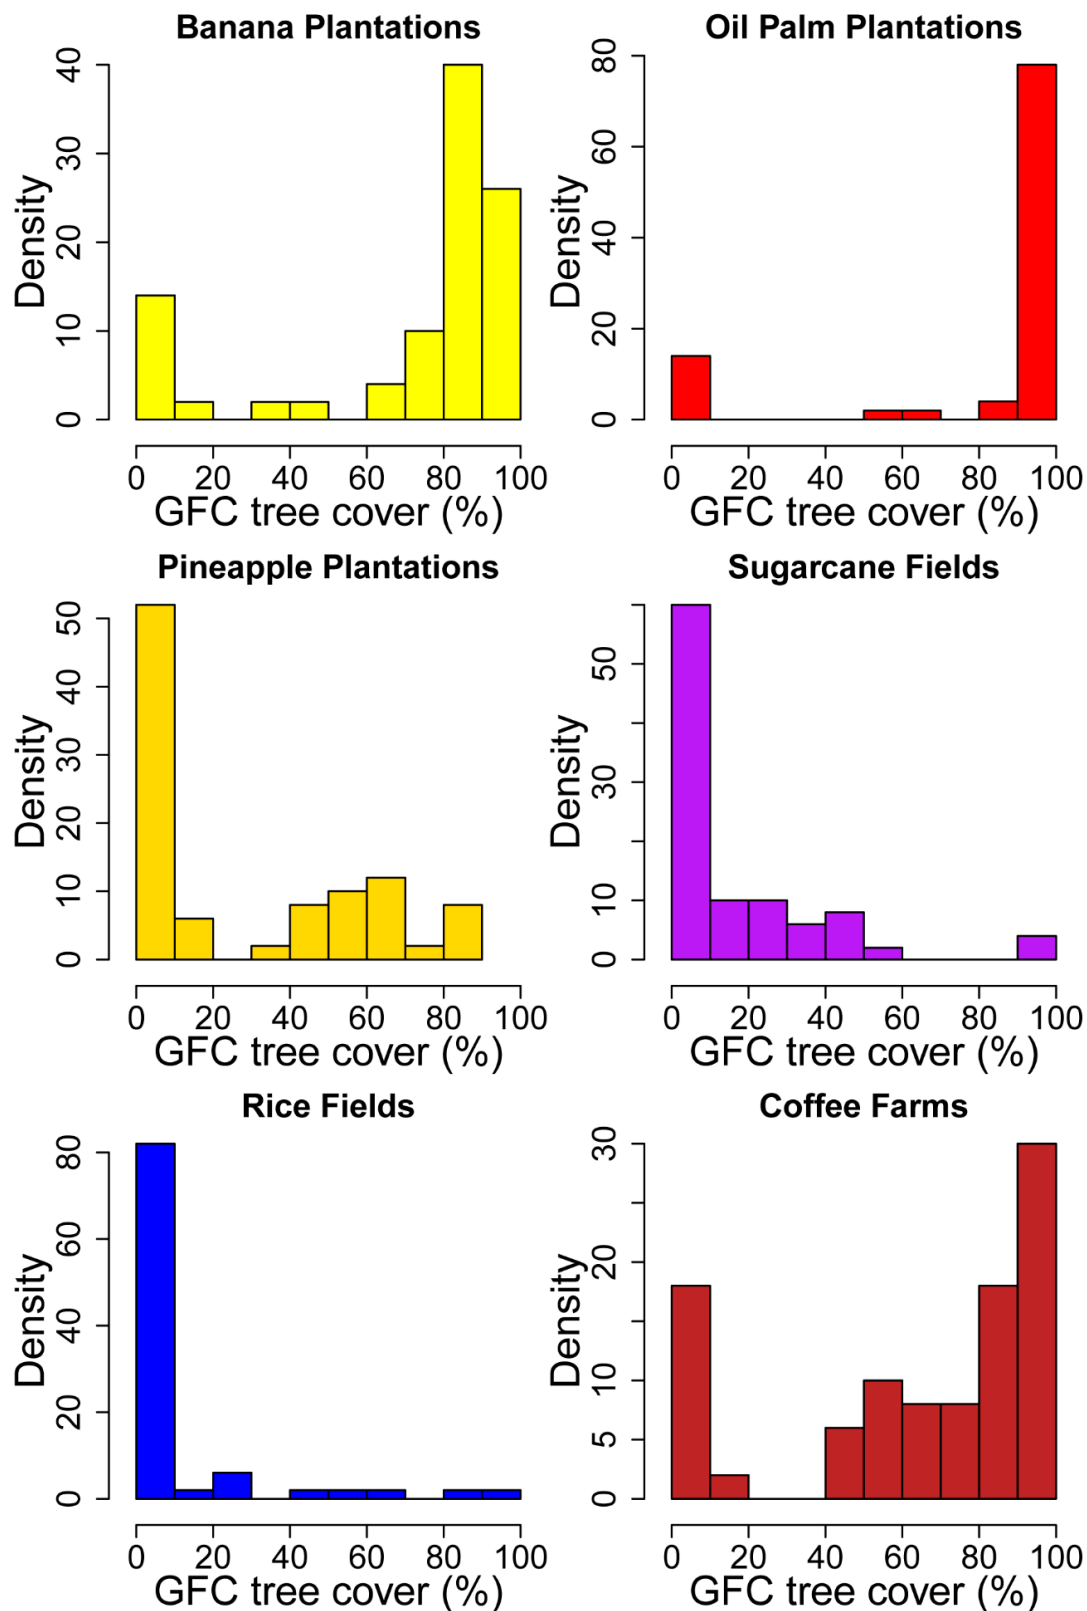 Banana Plantations
Density
0 10 20 30 40
0 20 40 60 80 100
GFC tree cover (%)
Oil Palm Plantations
Density
0 20 40 60 80
0 20 40 60 80 100
GFC tree cover (%)
Pineapple Plantations
Density
0 10 20 30 40 50
0 20 40 60 80 100
GFC tree cover (%)
Sugarcane Fields
Density
0 10 30 50
0 20 40 60 80 100
GFC tree cover (%)
Rice Fields
Density
0 20 40 60 80
0 20 40 60 80 100
GFC tree cover (%)
Coffee Farms
Density
0 5 10 20 30
0 20 40 60 80 100
GFC tree cover (%)